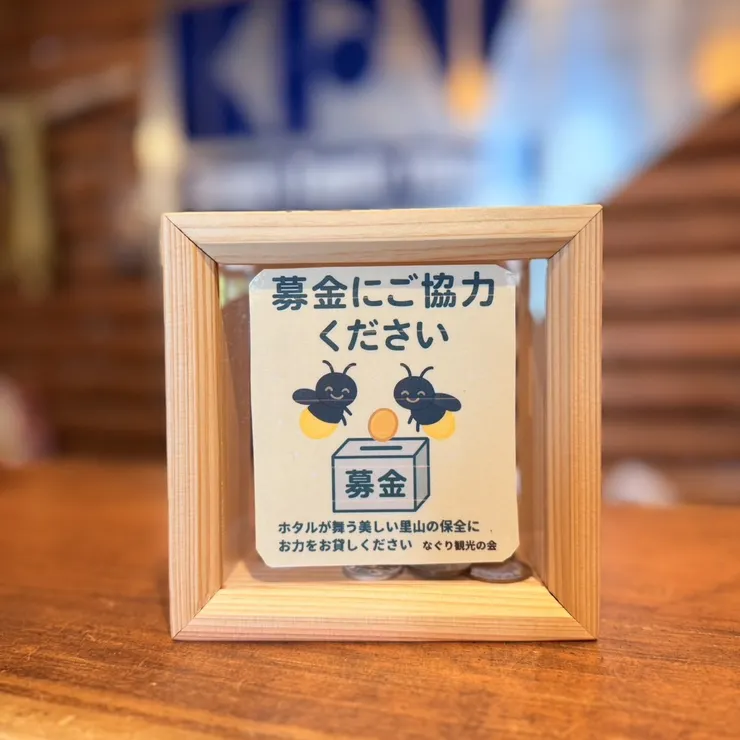 募金にご協力
ください
募金
ホタルが舞う美しい里山の保全に
お力をお貸しください なぐり観光の会